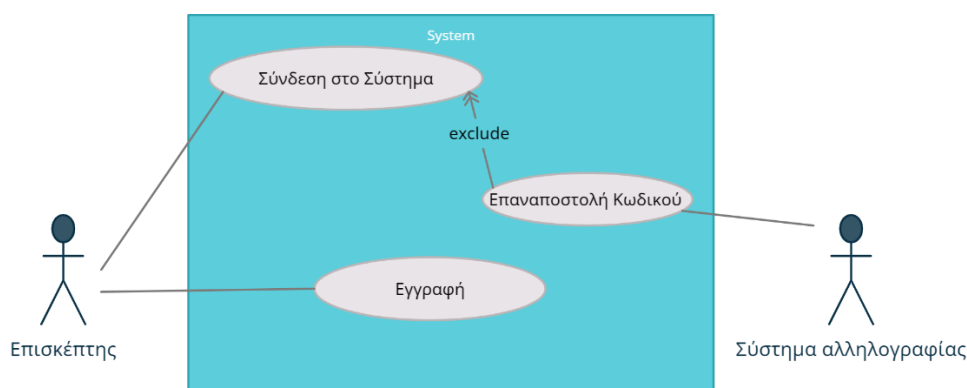 System
Σύνδεση στο Σύστημα
exclude
Επαναποστολή Κωδικού
Εγγραφή
Επισκέπτης
Σύστημα αλληλογραφίας